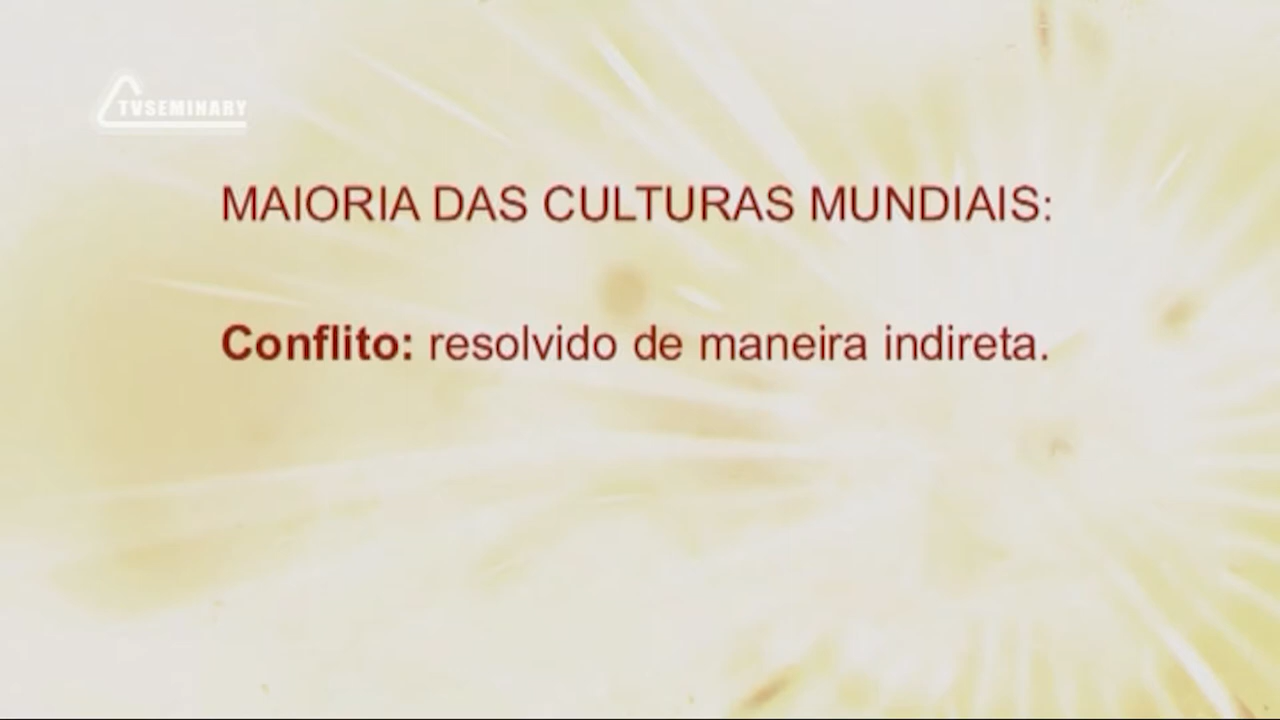 TVSEMINARY
MAIORIA DAS CULTURAS MUNDIAIS:
Conflito: resolvido de maneira indireta.